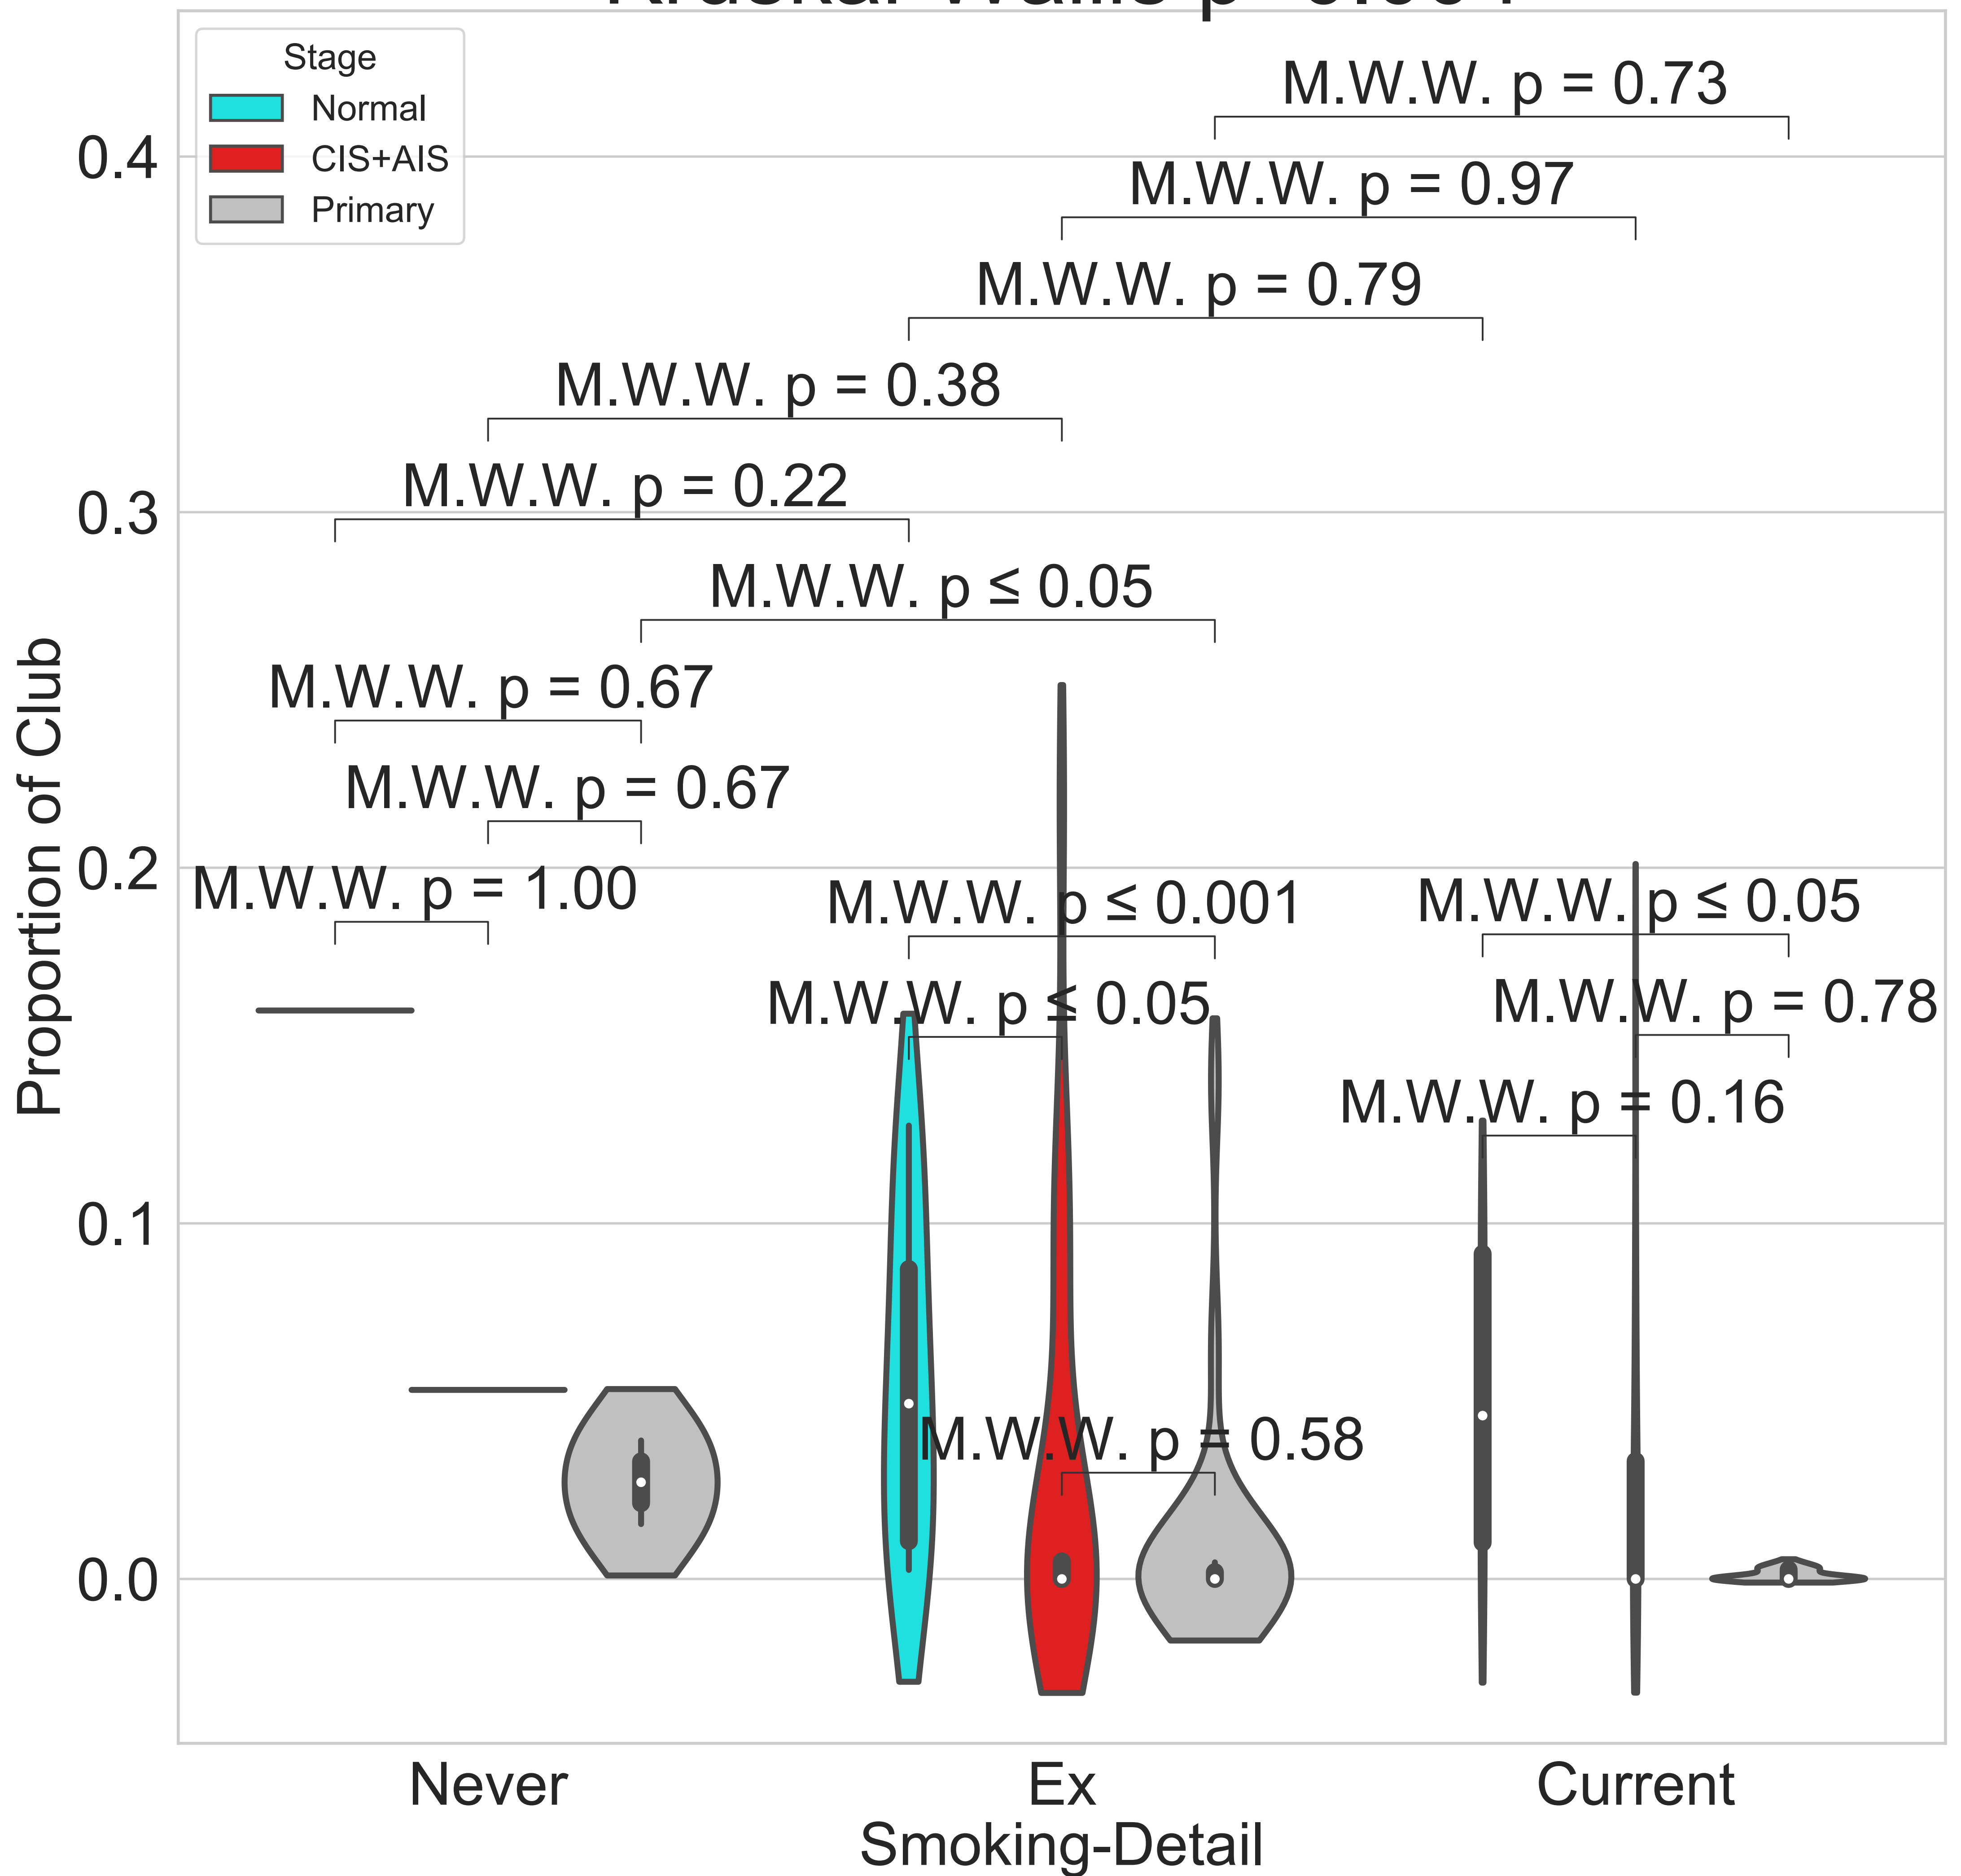 Stage
Normal
CIS+AIS
Primary
M.W.W. p = 0.73
0.4
M.W.W. p = 0.97
M.W.W. p = 0.79
M.W.W. p = 0.38
M.W.W. p = 0.22
0.3
M.W.W. p ≤ 0.05
M.W.W. p = 0.67
M.W.W. p = 0.67
0.2
M.W.W. p = 1.00
M.W.W. p ≤ 0.001
M.W.W. p ≤ 0.05
M.W.W. p ≤ 0.05
M.W.W. p = 0.78
M.W.W. p = 0.16
0.1
M.W.W. p = 0.58
0.0
Proportion of Club
Never
Ex
Current
Smoking-Detail